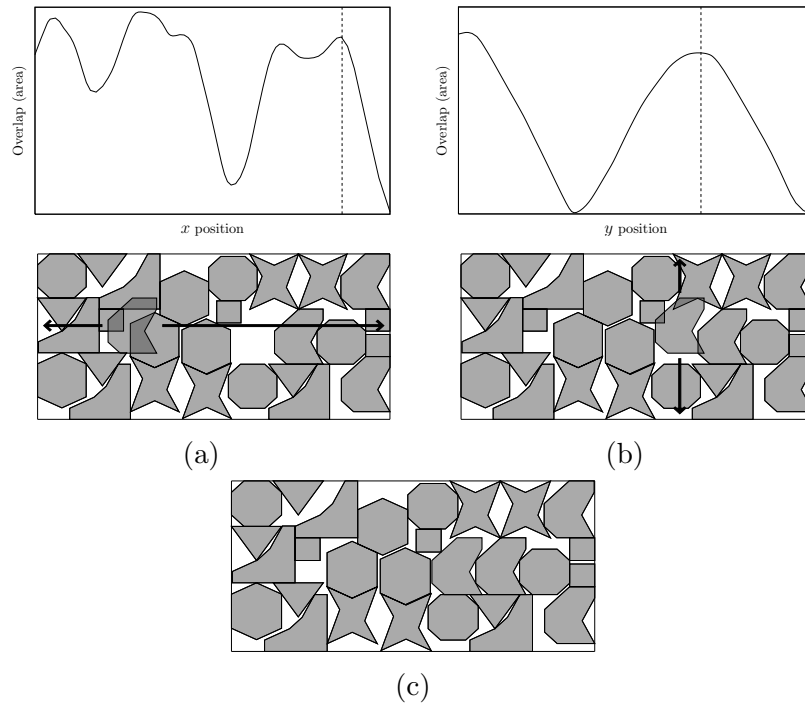 Overlap (area)
x position
Overlap (area)
y position
(a)
(b)
(c)